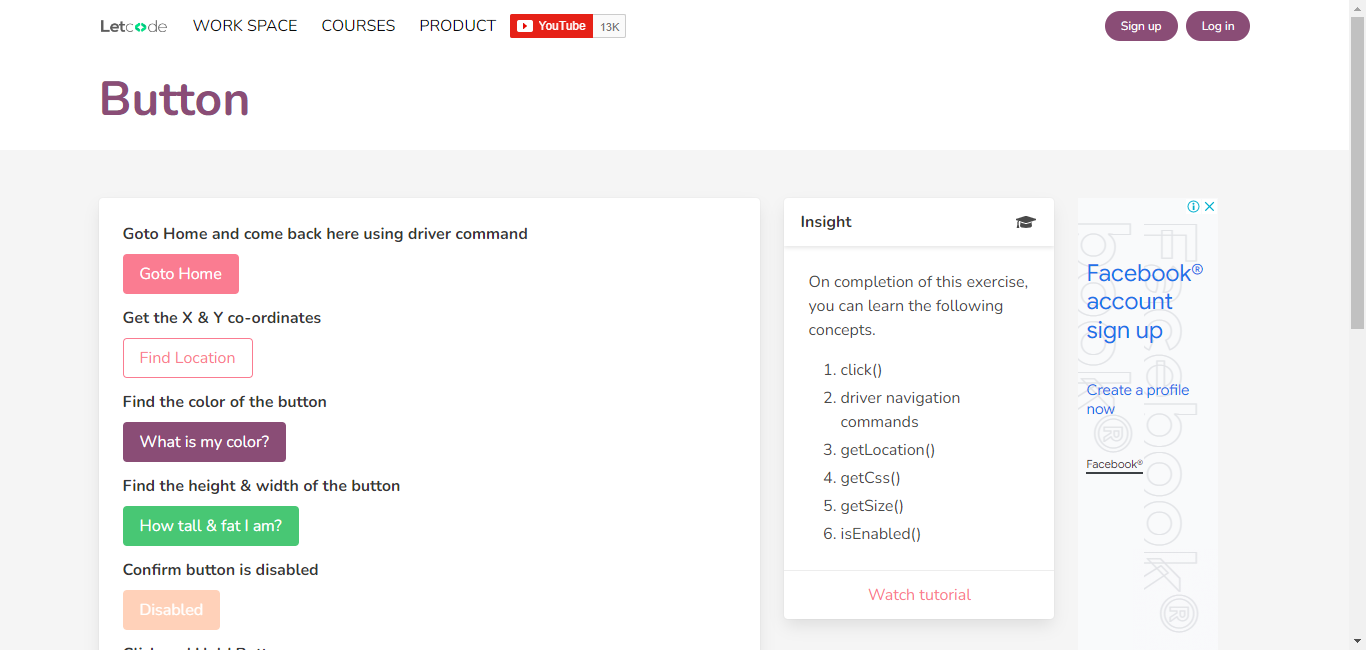 Letcode WORK SPACE COURSES PRODUCT YouTube 13K Sign up Log in
Button
Goto Home and come back here using driver command
Goto Home
Get the X & Y co-ordinates
Find Location
Find the color of the button
What is my color?
Find the height & width of the button
How tall & fat I am?
Confirm button is disabled
Disabled
Insight
On completion of this exercise,
you can learn the following
concepts.
1. click()
2. driver navigation
commands
3. getLocation()
4. getCss()
5. getSize()
6. isEnabled()
Watch tutorial
Facebook®
account
sign up
Create a profile
now
Facebook®
Facebook®
book®